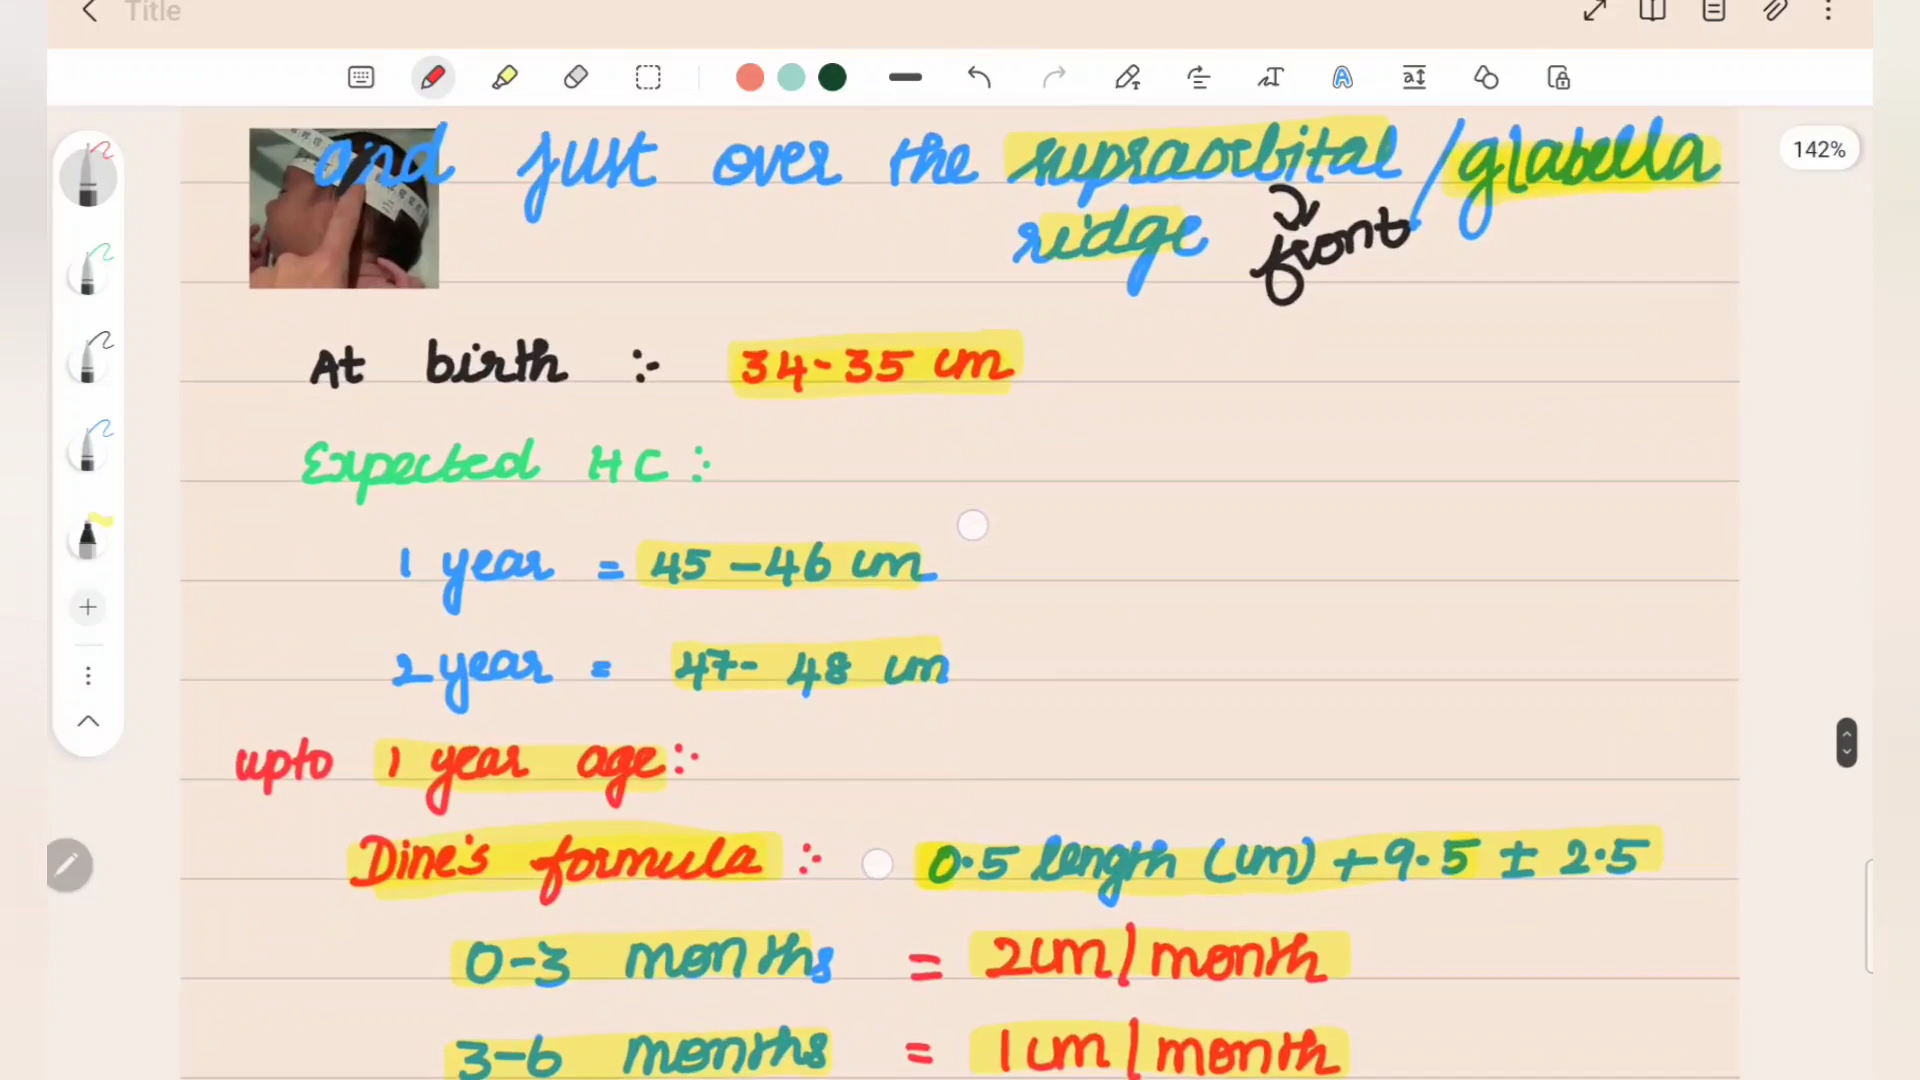 Title
142%
and just over the supraorbital / glabella
ridge front
At birth :- 34-35 cm
Expected HC :-
1 year = 45-46 cm
2 year = 47-48 cm
upto 1 year age :-
Dine's formula :- 0.5 length (cm) + 9.5 ± 2.5
0-3 months = 2cm/month
3-6 months = 1cm/month